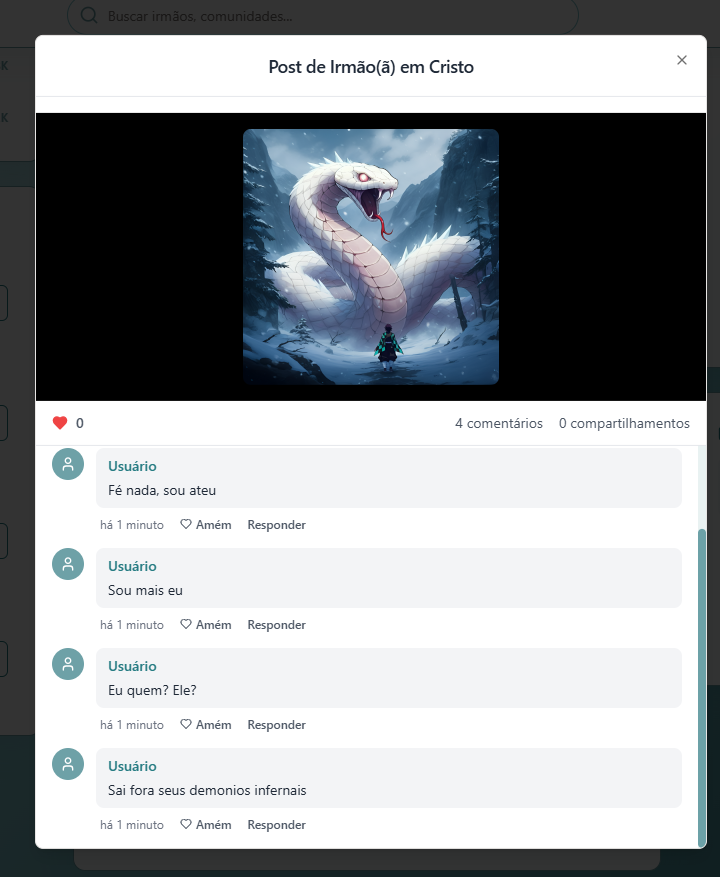 Buscar irmãos, comunidades...
Post de Irmão(ã) em Cristo
K
K
0
4 comentários 0 compartilhamentos
Usuário
Fé nada, sou ateu
há 1 minuto Amém Responder
Usuário
Sou mais eu
há 1 minuto Amém Responder
Usuário
Eu quem? Ele?
há 1 minuto Amém Responder
Usuário
Sai fora seus demonios infernais
há 1 minuto Amém Responder